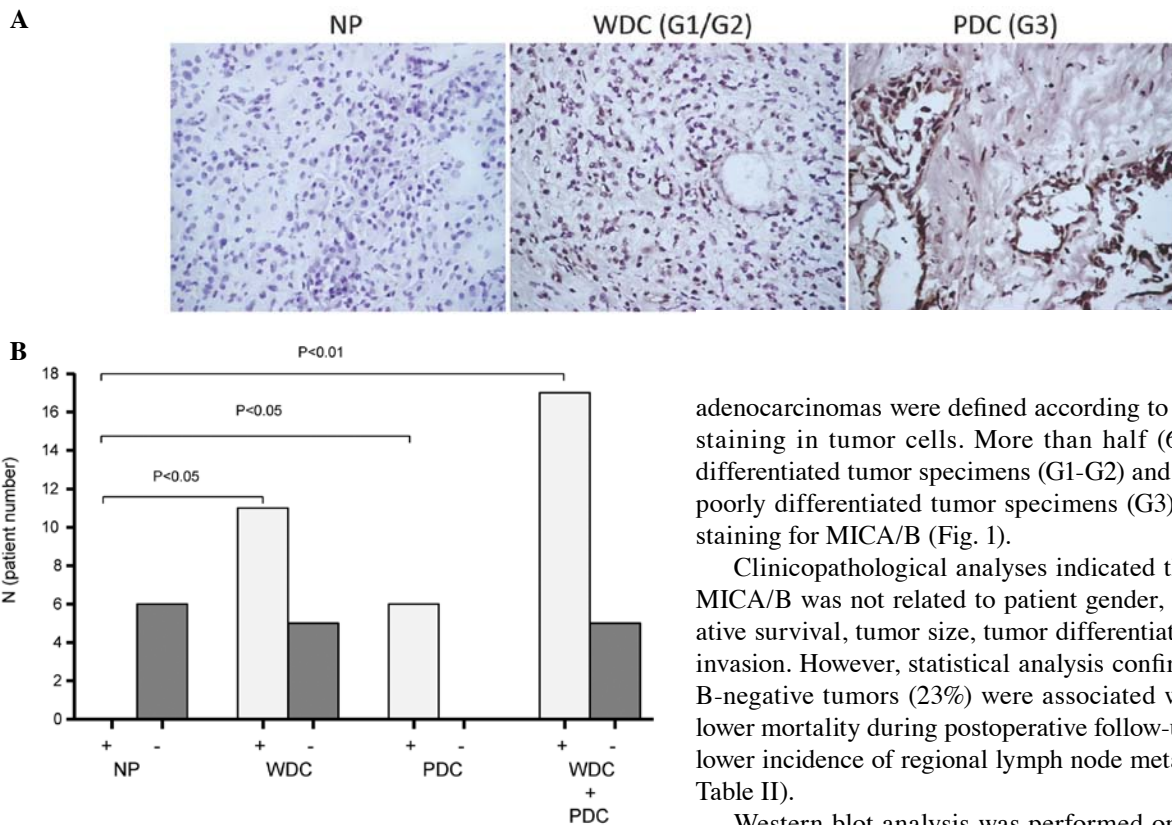 A
NP
WDC (G1/G2)
PDC (G3)
B
P<0.01
P<0.05
P<0.05
N (patient number)
18
16
14
12
10
8
6
4
2
0
+ - + - + - + -
NP WDC PDC WDC
+
PDC
adenocarcinomas were defined according to
staining in tumor cells. More than half (6
differentiated tumor specimens (G1-G2) and
poorly differentiated tumor specimens (G3)
staining for MICA/B (Fig. 1).
Clinicopathological analyses indicated t
MICA/B was not related to patient gender,
ative survival, tumor size, tumor differentiat
invasion. However, statistical analysis confir
B-negative tumors (23%) were associated
lower mortality during postoperative follow-u
lower incidence of regional lymph node meta
Table II).
Western blot analysis was performed on